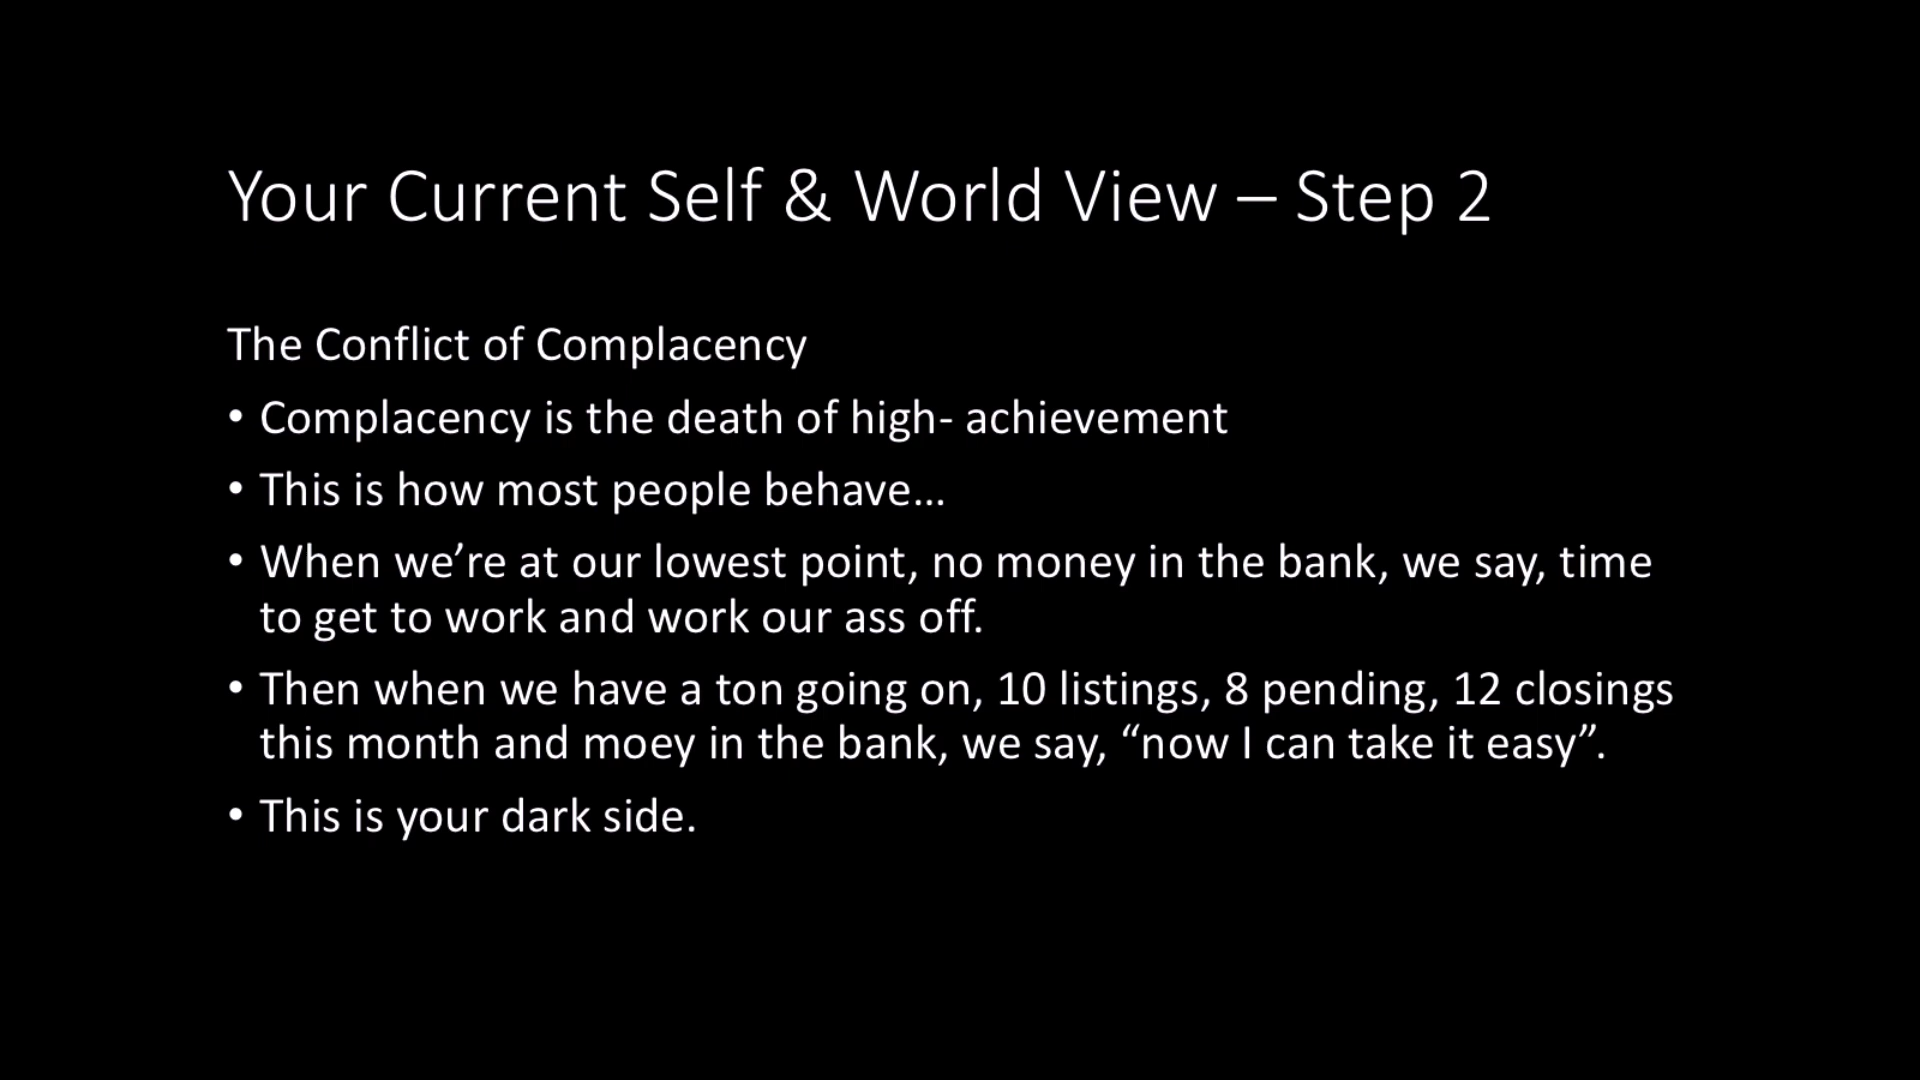 Your Current Self & World View – Step 2
The Conflict of Complacency
• Complacency is the death of high- achievement
• This is how most people behave…
• When we’re at our lowest point, no money in the bank, we say, time
to get to work and work our ass off.
• Then when we have a ton going on, 10 listings, 8 pending, 12 closings
this month and moey in the bank, we say, “now I can take it easy”.
• This is your dark side.